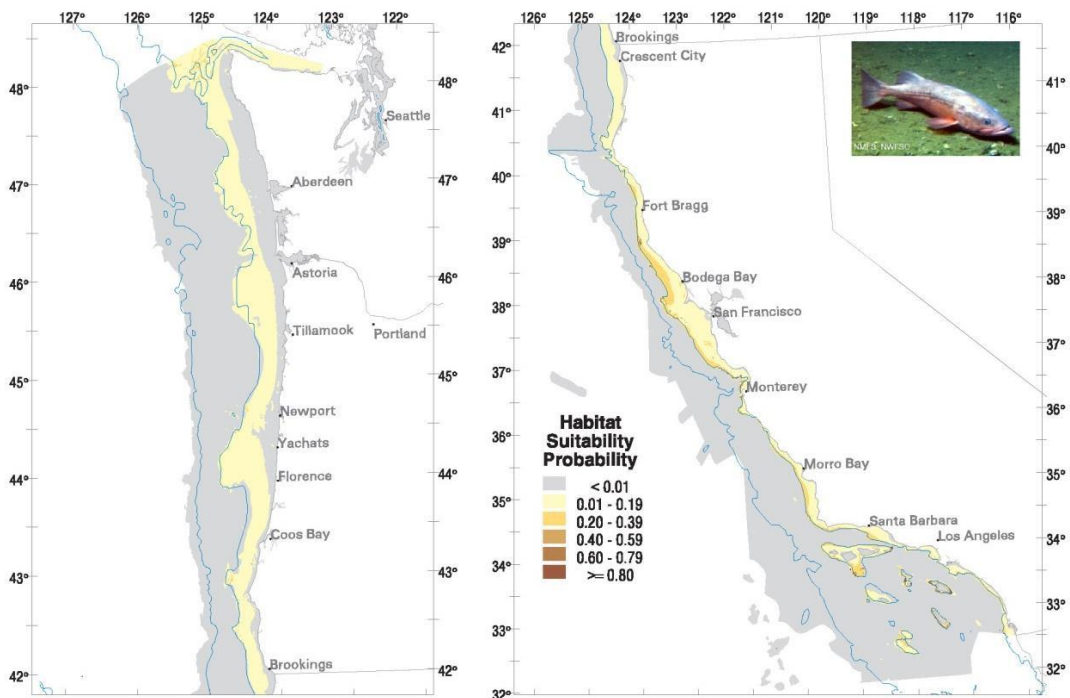 127° 126° 125° 124° 123° 122°
48° 48°
Seattle
47° 47°
Aberdeen
46° 46°
Astoria
Tillamook
Portland
45° 45°
Newport
Yachats
44° 44°
Florence
Coos Bay
43° 43°
Brookings
42° 42°
126° 125° 124° 123° 122° 121° 120° 119° 118° 117° 116°
42°
Brookings
Crescent City
41° 41°
NMFS, NWFSC
40° 40°
Fort Bragg
39° 39°
Bodega Bay
38° 38°
San Francisco
37° 37°
Monterey
36° 36°
Morro Bay
35° 35°
Santa Barbara
Los Angeles
34° 34°
33° 33°
32° 32°
Habitat
Suitability
Probability
< 0.01
0.01 - 0.19
0.20 - 0.39
0.40 - 0.59
0.60 - 0.79
>= 0.80